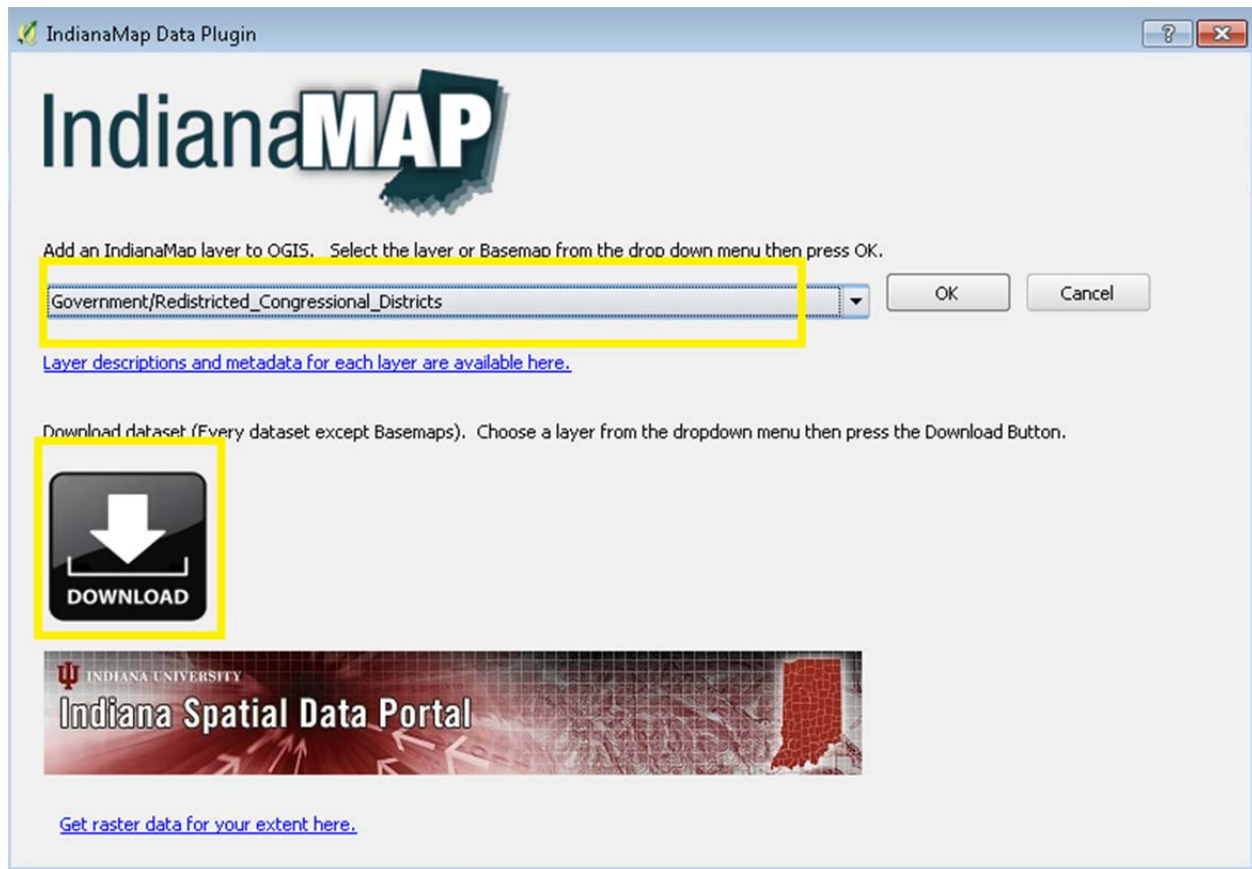 IndianaMap Data Plugin
IndianaMAP
Add an IndianaMap layer to QGIS. Select the layer or Basemap from the drop down menu then press OK.
Government/Redistricted_Congressional_Districts
OK
Cancel
Layer descriptions and metadata for each layer are available here.
Download dataset (Every dataset except Basemaps). Choose a layer from the dropdown menu then press the Download Button.
DOWNLOAD
INDIANA UNIVERSITY
Indiana Spatial Data Portal
Get raster data for your extent here.